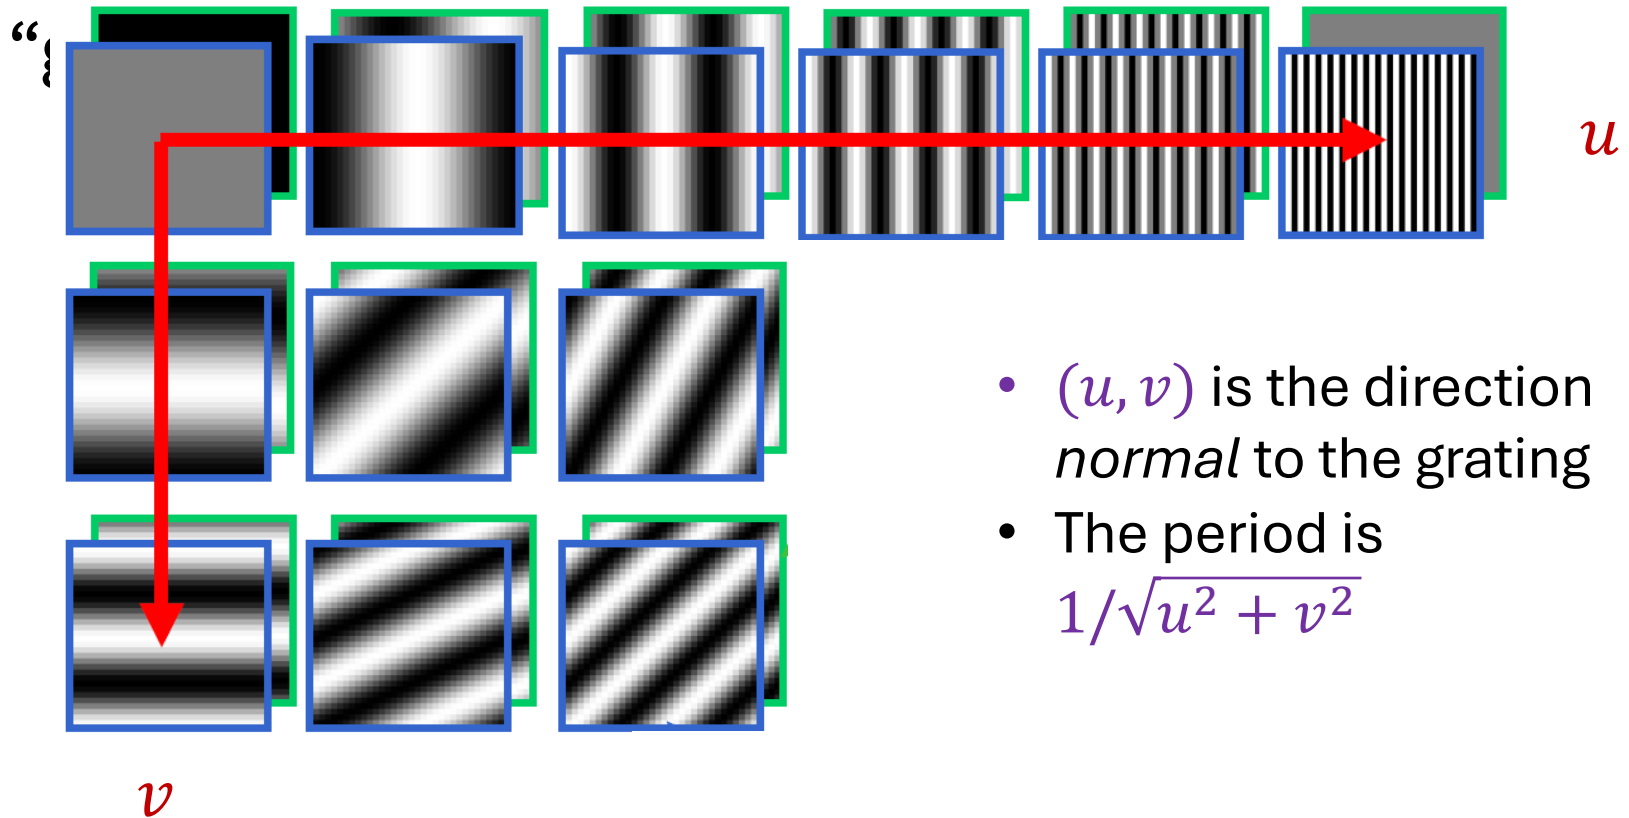 “
u
• (u, v) is the direction
normal to the grating
• The period is
1/√(u² + v²)
v